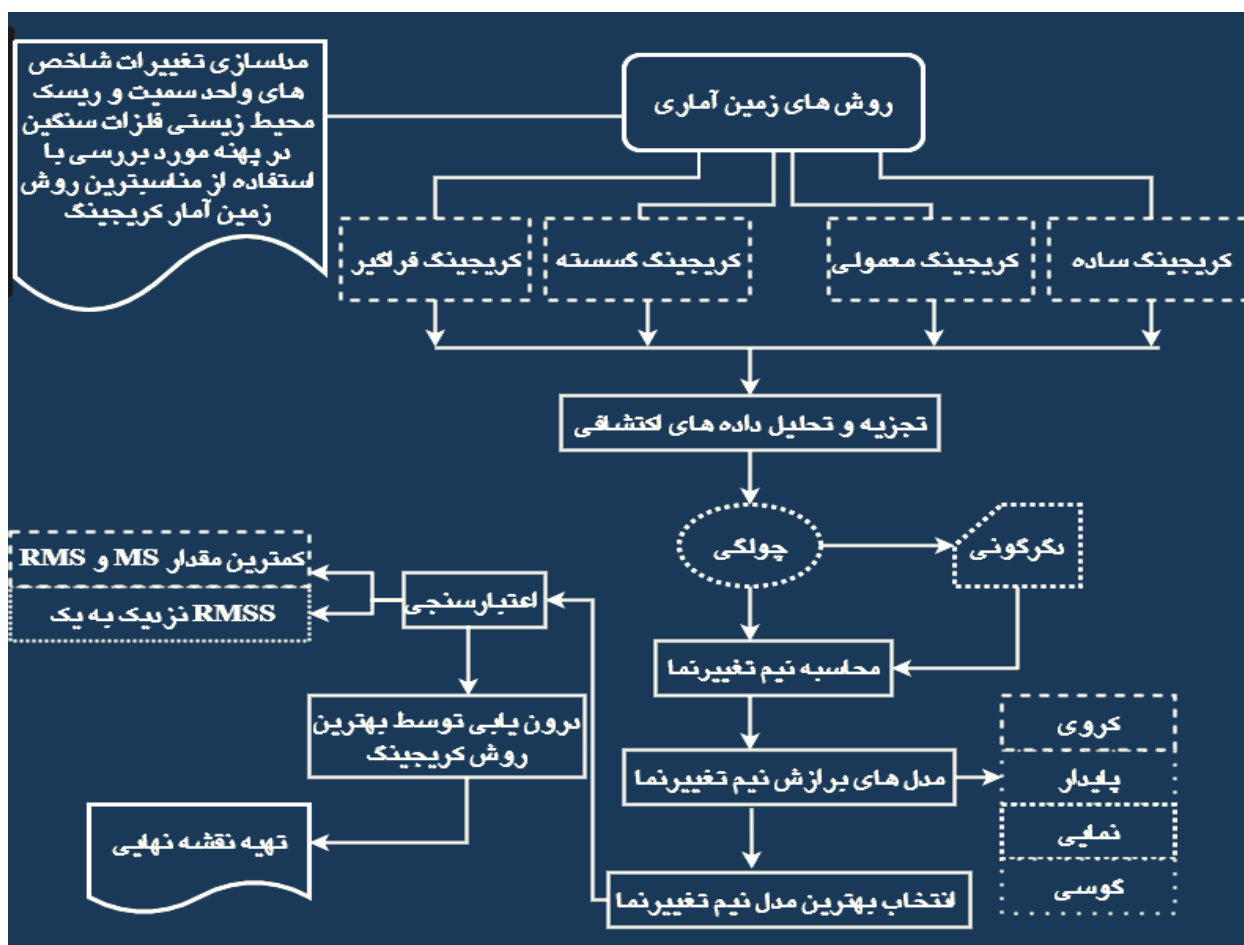 مدلسازی تغییرات شاخص
های واحد سمیت و ریسک
محیط زیستی فلزات سنگین
در پهنه مورد بررسی با
استفاده از مناسبترین روش
زمین آمار کریجینگ
روش های زمین آماری
کریجینگ ساده
کریجینگ معمولی
کریجینگ گسسته
کریجینگ فراگیر
تجزیه و تحلیل داده های اکتشافی
چولگی
دگرگونی
محاسبه نیم تغییرنما
مدل های برازش نیم تغییرنما
کروی
پایدار
نمایی
گوسی
انتخاب بهترین مدل نیم تغییرنما
اعتبارسنجی
کمترین مقدار MS و RMS
RMSS نزدیک به یک
درون یابی توسط بهترین
روش کریجینگ
تهیه نقشه نهایی